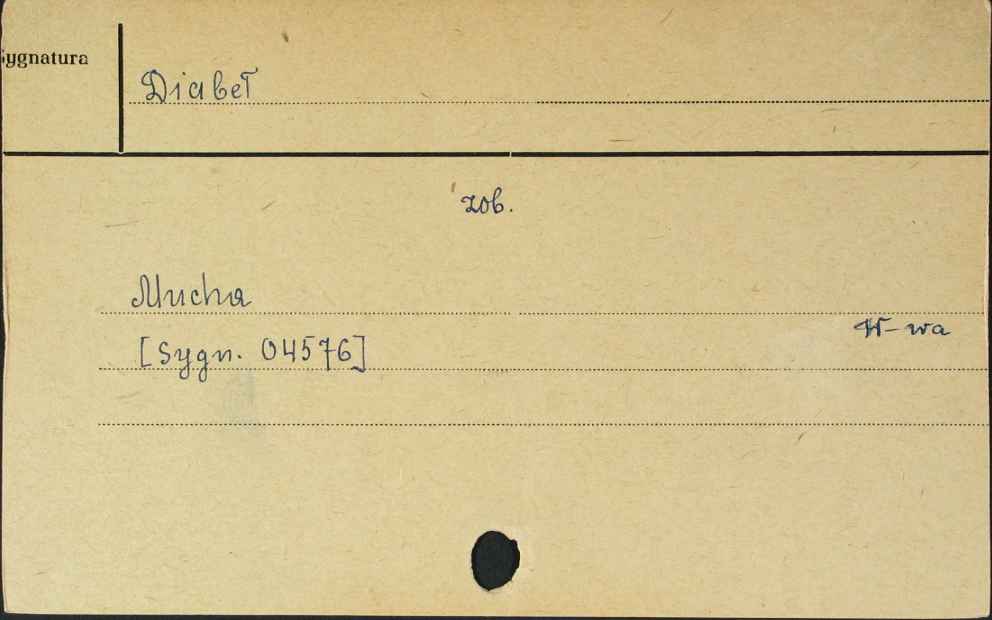 Sygnatura
Diabeł
zob.
Mucha
W-wa
[Sygn. 04576]